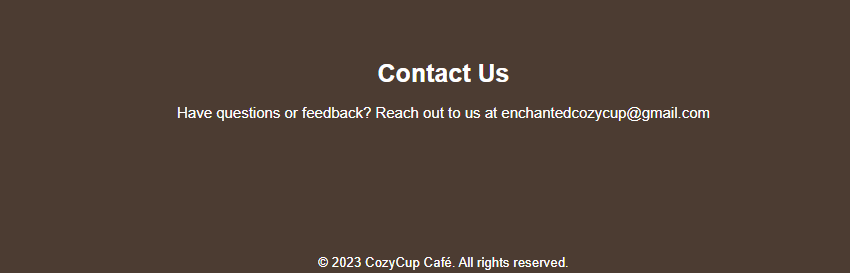 Contact Us
Have questions or feedback? Reach out to us at enchantedcozycup@gmail.com
© 2023 CozyCup Café. All rights reserved.